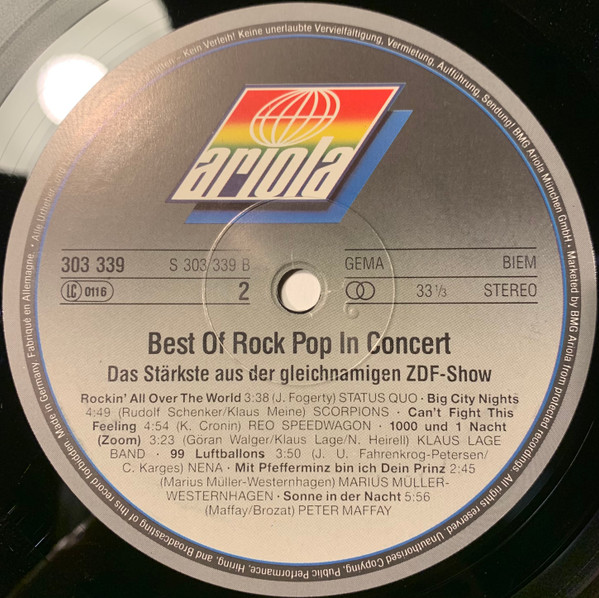 chten – Kein Verleih! Keine unerlaubte Vervielfältigung, Vermietung, Aufführung, Sendung! BMG Ariola München GmbH • Marketed by BMG Ariola from protected recordings. All rights reserved. Unauthorised Copying, Public Performance, Hiring, and Broadcasting of this record forbidden Made in Germany. Fabriqué en Allemagne. • Alle Urheber
ariola
303 339 S 303 339 B GEMA BIEM
LC 0116 2 33 1/3 STEREO
Best Of Rock Pop In Concert
Das Stärkste aus der gleichnamigen ZDF-Show
Rockin' All Over The World 3:38 (J. Fogerty) STATUS QUO · Big City Nights
4:49 (Rudolf Schenker/Klaus Meine) SCORPIONS · Can't Fight This
Feeling 4:54 (K. Cronin) REO SPEEDWAGON · 1000 und 1 Nacht
(Zoom) 3:23 (Göran Walger/Klaus Lage/N. Heirell) KLAUS LAGE
BAND · 99 Luftballons 3:50 (J. U. Fahrenkrog-Petersen/
C. Karges) NENA · Mit Pfefferminz bin ich Dein Prinz 2:45
(Marius Müller-Westernhagen) MARIUS MÜLLER-
WESTERNHAGEN · Sonne in der Nacht 5:56
(Maffay/Brozat) PETER MAFFAY